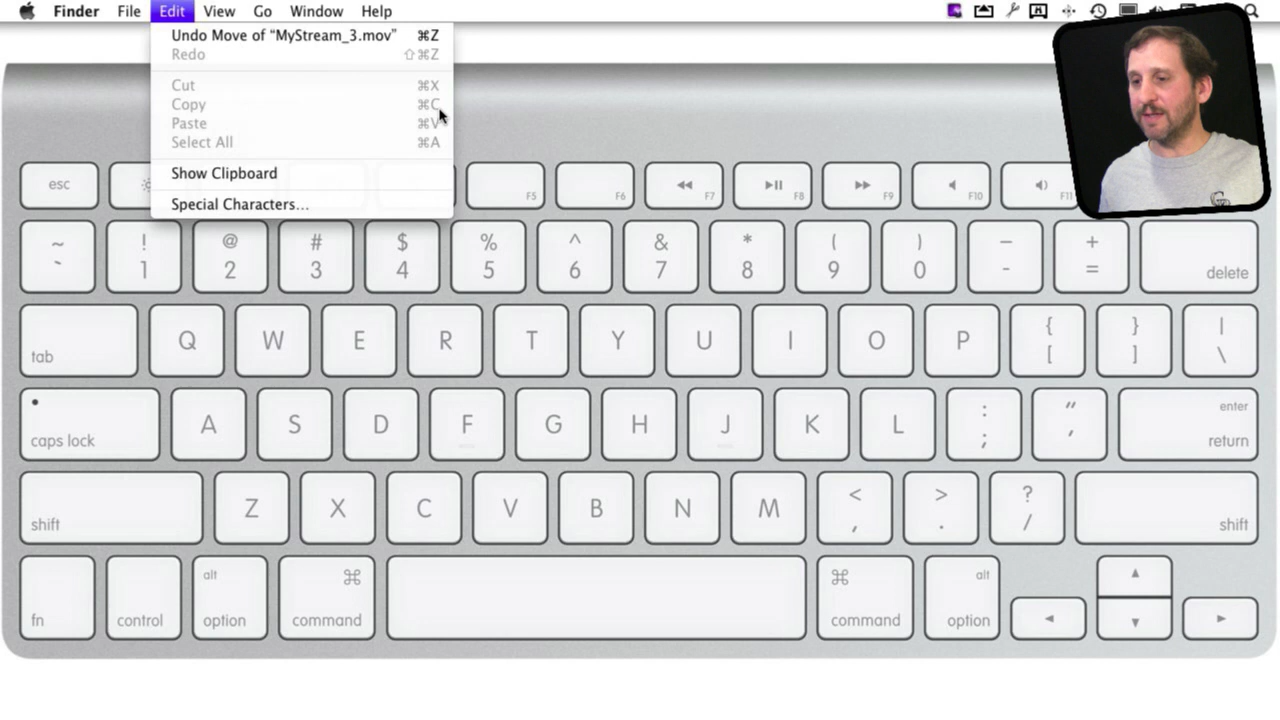 Finder File Edit View Go Window Help
Undo Move of “MyStream_3.mov” ⌘Z
Redo ⇧⌘Z
Cut ⌘X
Copy ⌘C
Paste ⌘V
Select All ⌘A
Show Clipboard
Special Characters...
esc F5 F6 F7 F8 F9 F10 F11
~ ! @ # $ % ^ & * ( ) — +
` 1 2 3 4 5 6 7 8 9 0 - = delete
tab Q W E R T Y U I O P { [ } ] | \
caps lock A S D F G H J K L : ; " ' enter return
shift Z X C V B N M < , > . ? / shift
fn control alt option ⌘ command ⌘ command alt option